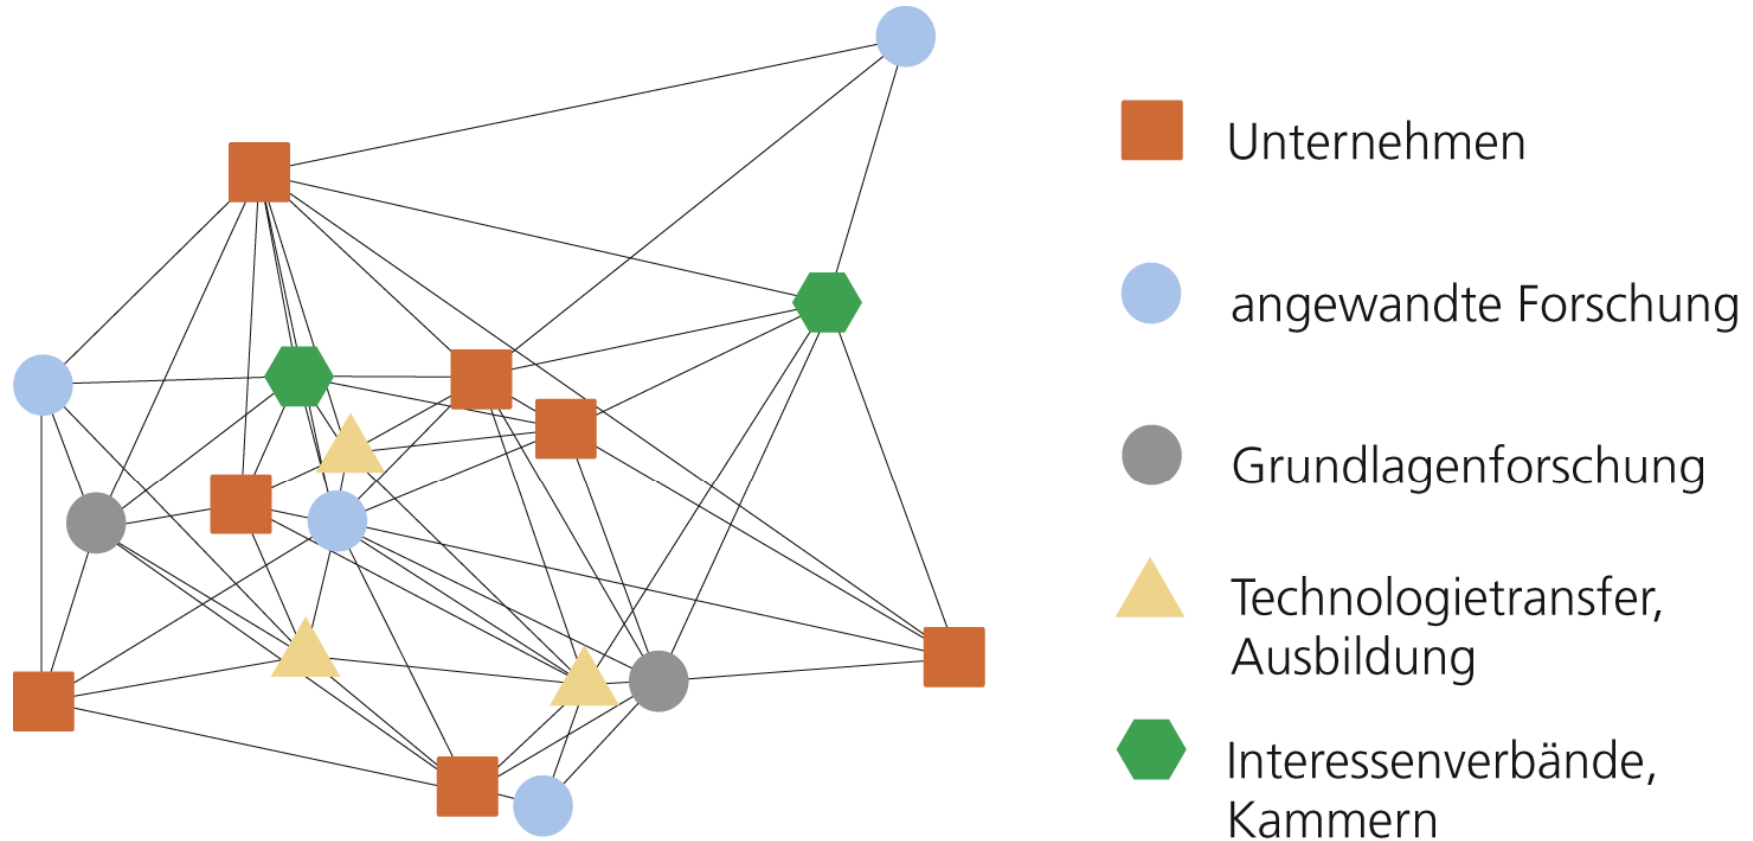 Unternehmen
angewandte Forschung
Grundlagenforschung
Technologietransfer,
Ausbildung
Interessenverbände,
Kammern